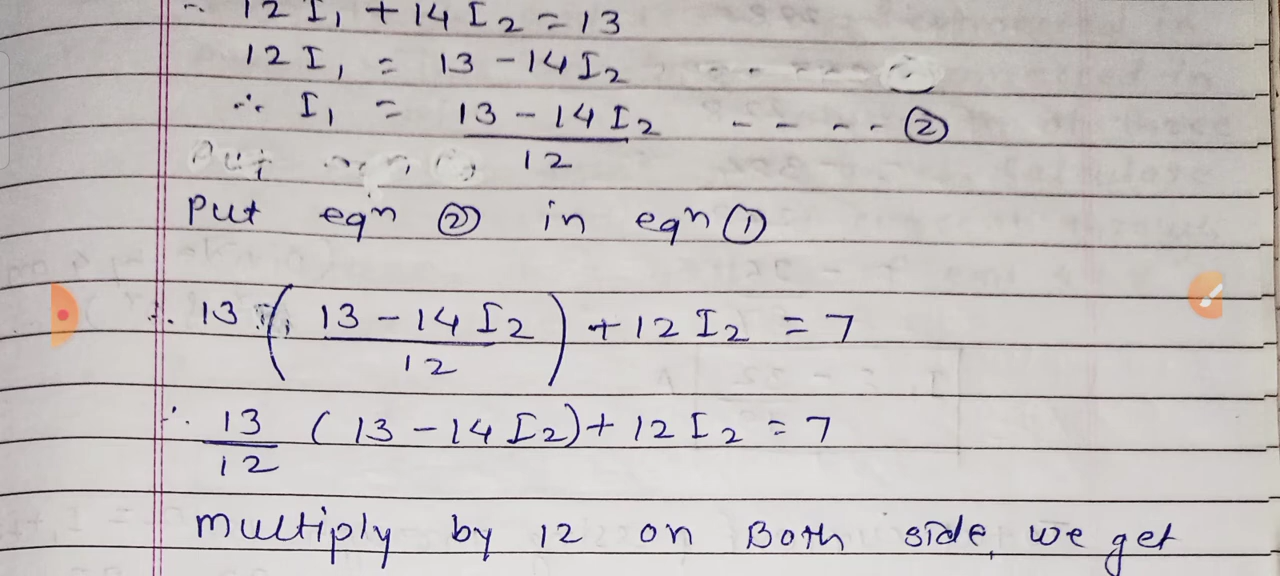 ∴ 12 I₁ + 14 I₂ = 13
12 I₁ = 13 - 14 I₂
∴ I₁ = (13 - 14 I₂)/12 - - - - - ②
Put
Put eqn ② in eqn ①
∴ 13 ((13 - 14 I₂)/12) + 12 I₂ = 7
∴ 13/12 (13 - 14 I₂) + 12 I₂ = 7
multiply by 12 on Both side, we get